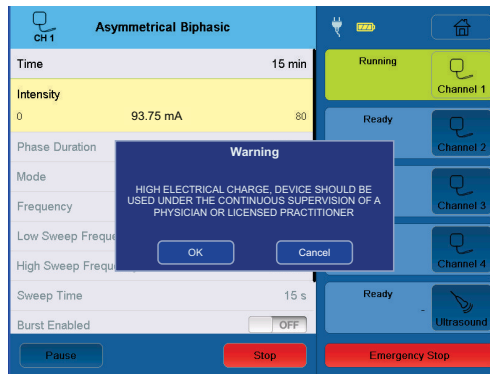 CH 1
Asymmetrical Biphasic
Time 15 min
Intensity
0 93.75 mA 80
Phase Duration
Mode
Frequency
Low Sweep Freque
High Sweep Frequ
Sweep Time 15 s
Burst Enabled OFF
Pause
Stop
Warning
HIGH ELECTRICAL CHARGE, DEVICE SHOULD BE
USED UNDER THE CONTINUOUS SUPERVISION OF A
PHYSICIAN OR LICENSED PRACTITIONER
OK
Cancel
Running
Channel 1
Ready
Channel 2
Channel 3
Channel 4
Ready
-
Ultrasound
Emergency Stop